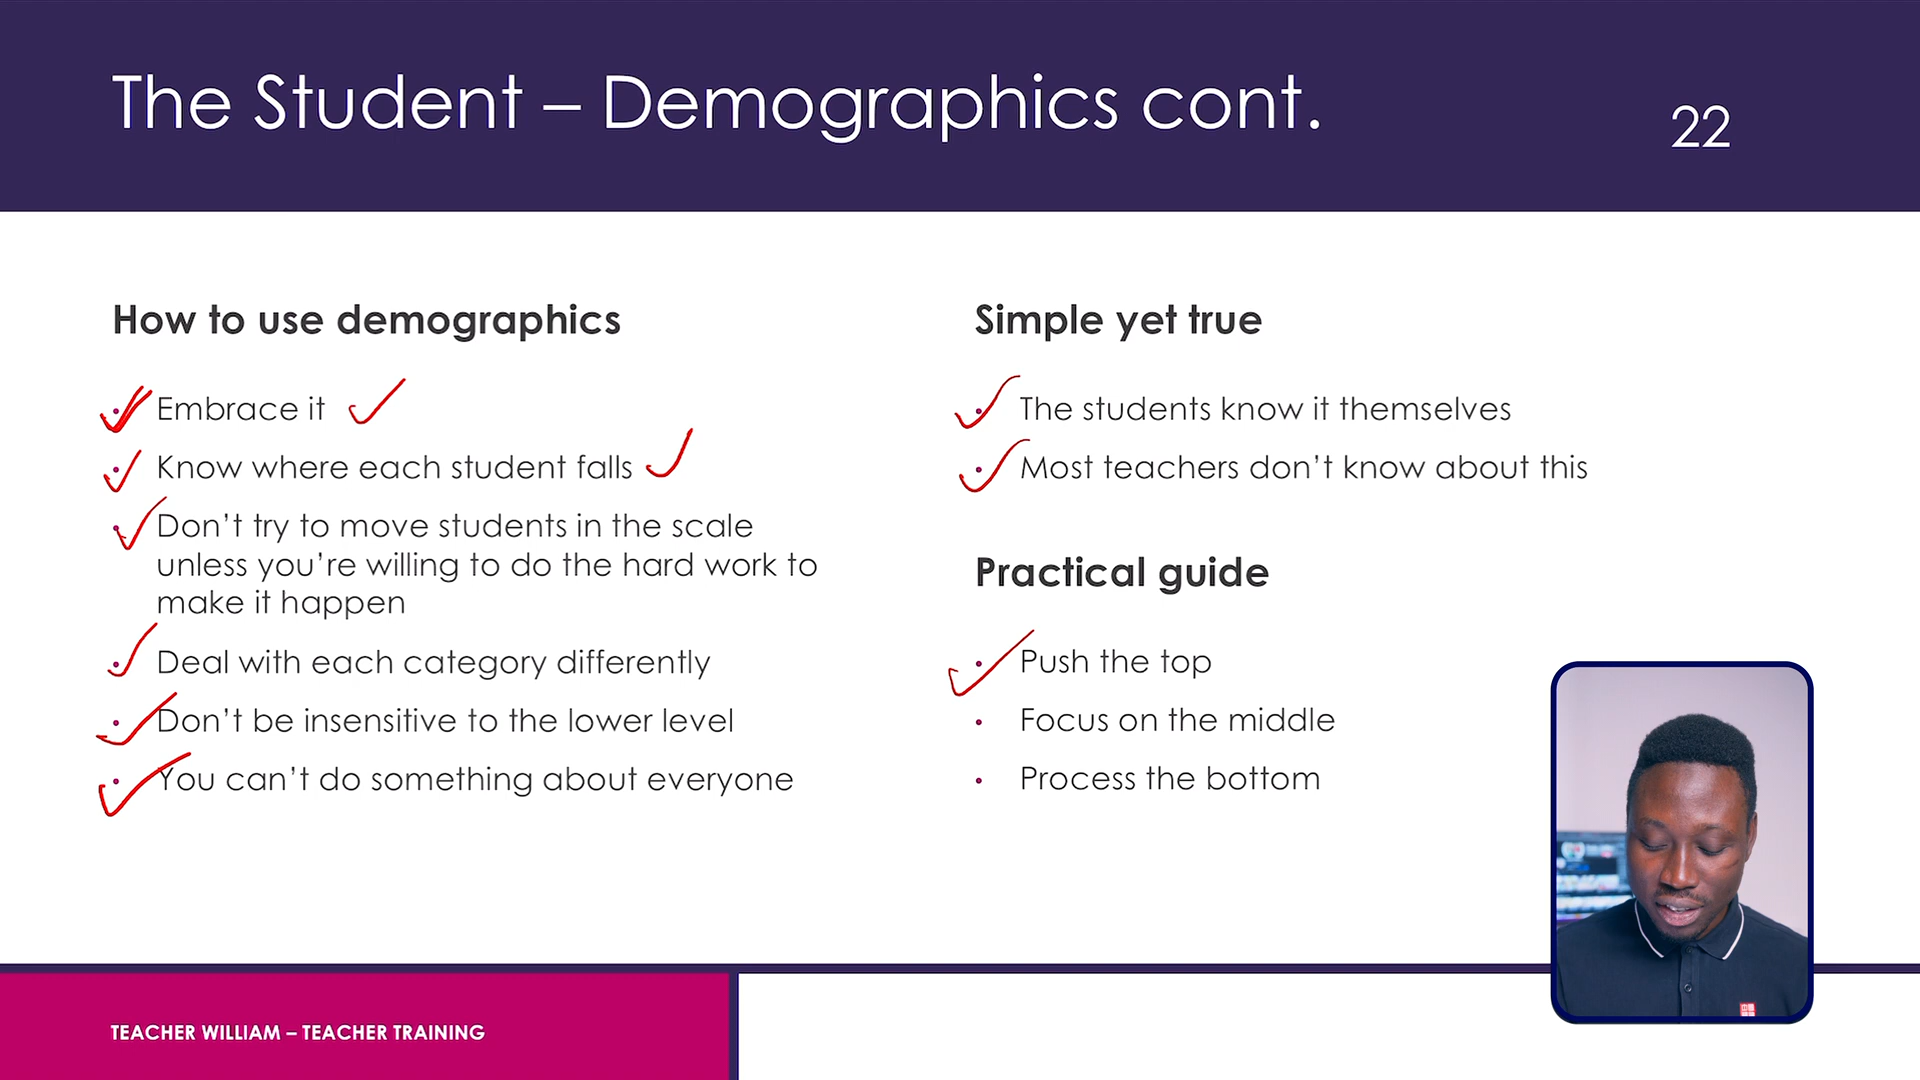 The Student – Demographics cont.
22
How to use demographics
• Embrace it
• Know where each student falls
• Don’t try to move students in the scale
unless you’re willing to do the hard work to
make it happen
• Deal with each category differently
• Don’t be insensitive to the lower level
• You can’t do something about everyone
Simple yet true
• The students know it themselves
• Most teachers don’t know about this
Practical guide
• Push the top
• Focus on the middle
• Process the bottom
TEACHER WILLIAM – TEACHER TRAINING